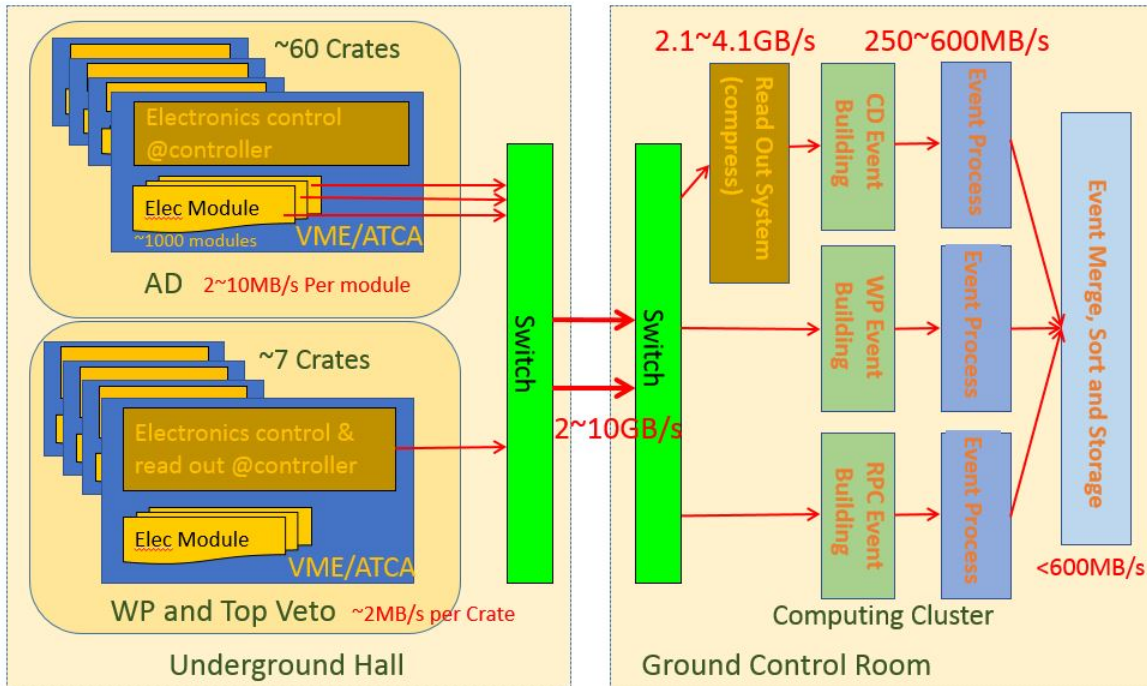 ~60 Crates
Electronics control
@controller
Elec Module
~1000 modules
VME/ATCA
AD
2~10MB/s Per module
~7 Crates
Electronics control &
read out @controller
Elec Module
VME/ATCA
WP and Top Veto
~2MB/s per Crate
Underground Hall
Switch
2~10GB/s
Switch
2.1~4.1GB/s
250~600MB/s
Read Out System
(compress)
CD Event
Building
Event Process
WP Event
Building
Event Process
RPC Event
Building
Event Process
Event Merge, Sort and Storage
<600MB/s
Computing Cluster
Ground Control Room